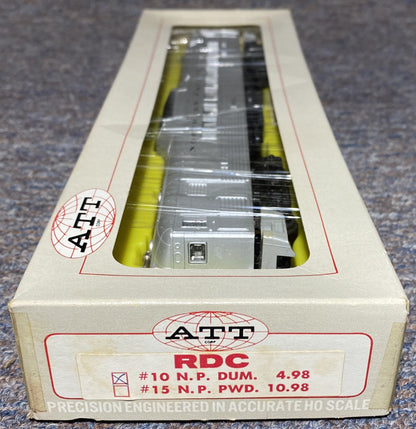 ATT
ATT
CORP
RDC
#10 N.P. DUM. 4.98
#15 N.P. PWD. 10.98
PRECISION ENGINEERED IN ACCURATE HO SCALE